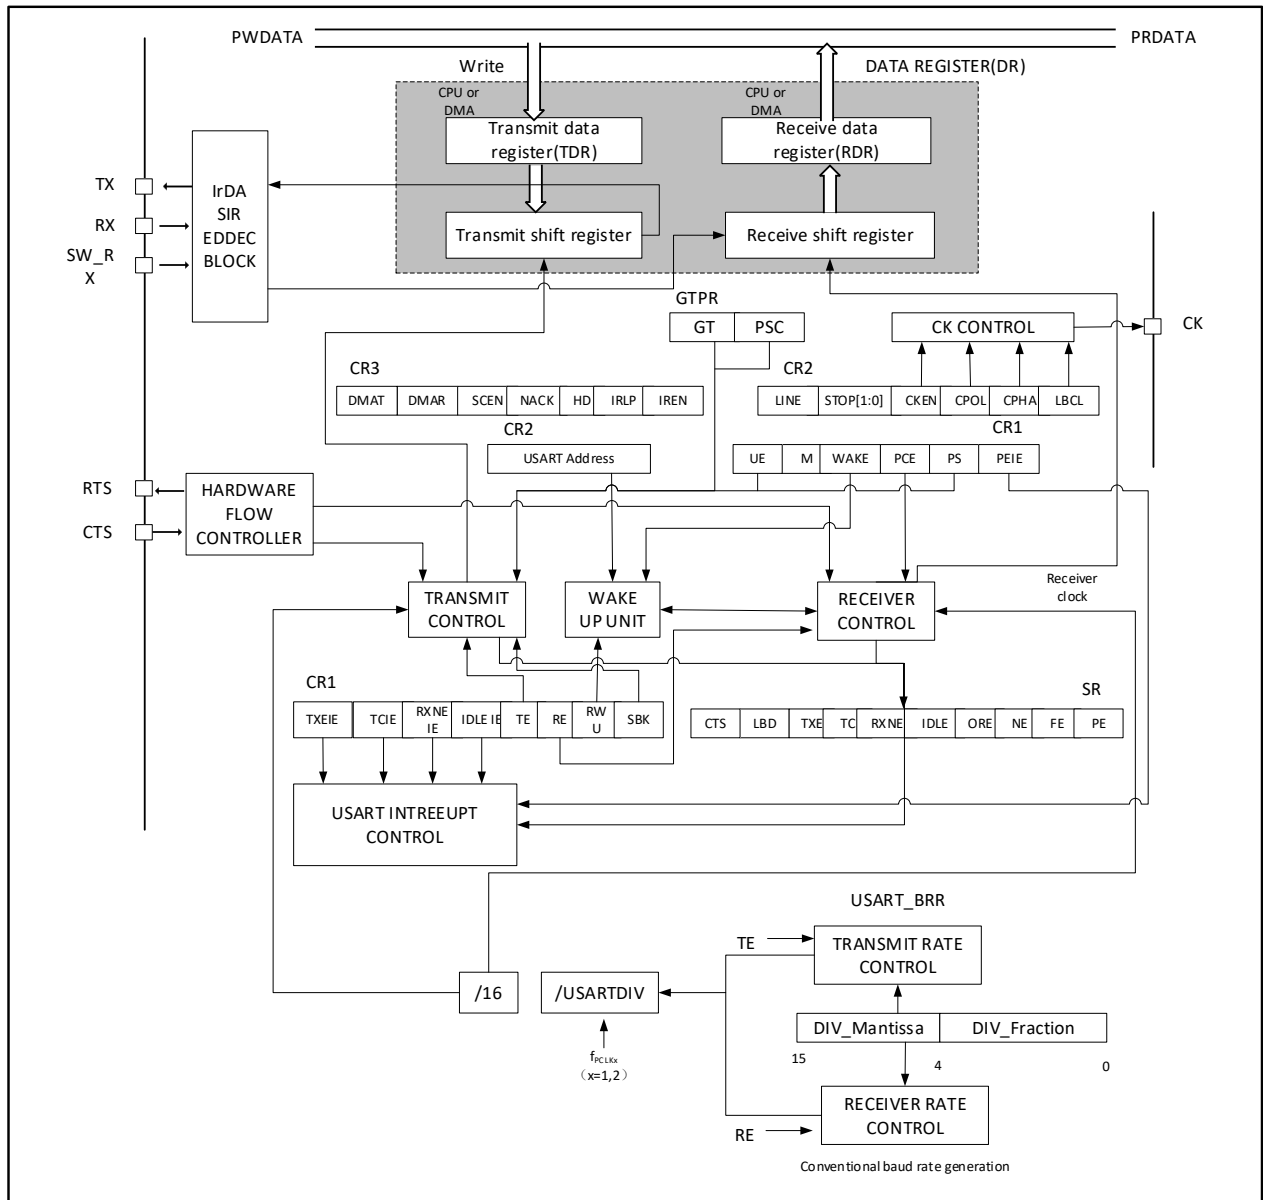 PWDATA
PRDATA
Write
DATA REGISTER(DR)
CPU or
DMA
CPU or
DMA
Transmit data
register(TDR)
Receive data
register(RDR)
TX
RX
SW_R
X
IrDA
SIR
EDDEC
BLOCK
Transmit shift register
Receive shift register
GTPR
GT
PSC
CK CONTROL
CK
CR3
DMAT
DMAR
SCEN
NACK
HD
IRLP
IREN
CR2
LINE
STOP[1:0]
CKEN
CPOL
CPHA
LBCL
CR2
USART Address
CR1
UE
M
WAKE
PCE
PS
PEIE
RTS
CTS
HARDWARE
FLOW
CONTROLLER
TRANSMIT
CONTROL
WAKE
UP UNIT
RECEIVER
CONTROL
Receiver
clock
CR1
TXEIE
TCIE
RXNE
IE
IDLE IE
TE
RE
RW
U
SBK
SR
CTS
LBD
TXE
TC
RXNE
IDLE
ORE
NE
FE
PE
USART INTREEUPT
CONTROL
USART_BRR
TE
TRANSMIT RATE
CONTROL
/16
/USARTDIV
DIV_Mantissa
DIV_Fraction
15
4
0
fPCLKx
（x=1,2）
RECEIVER RATE
CONTROL
RE
Conventional baud rate generation